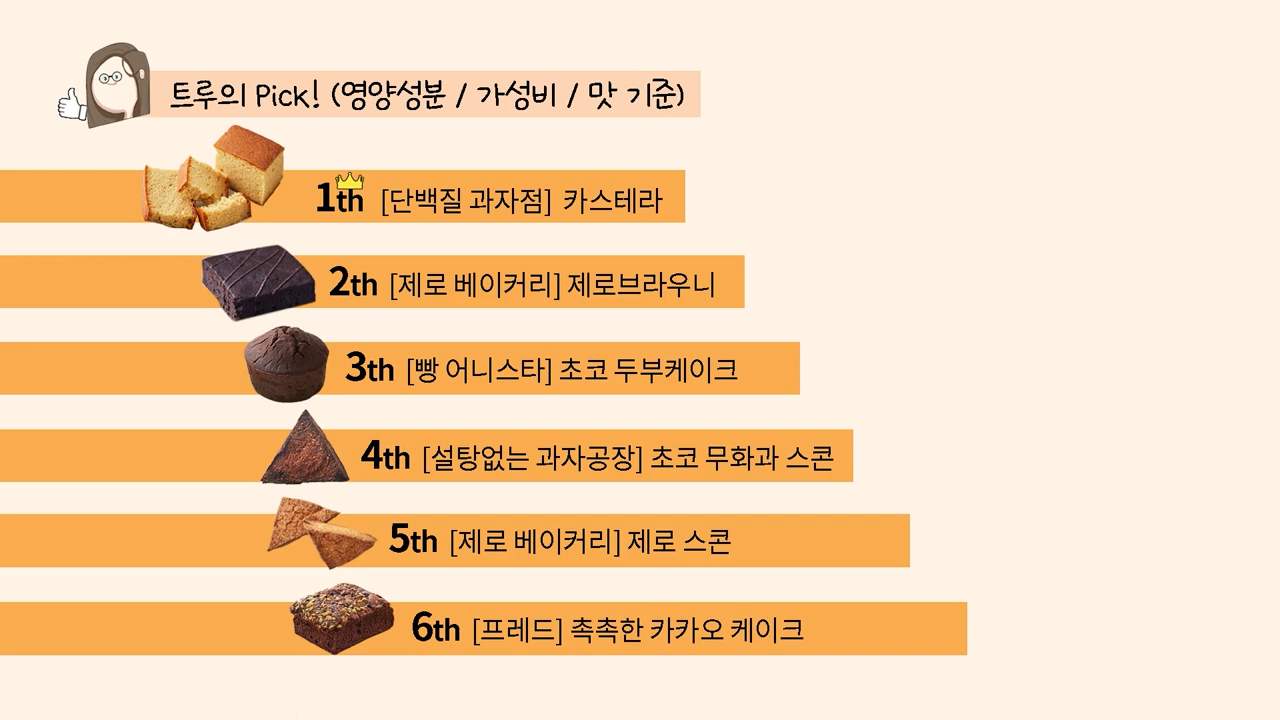 트루의 Pick! (영양성분 / 가성비 / 맛 기준)
1th [단백질 과자점] 카스테라
2th [제로 베이커리] 제로브라우니
3th [빵 어니스타] 초코 두부케이크
4th [설탕없는 과자공장] 초코 무화과 스콘
5th [제로 베이커리] 제로 스콘
6th [프레드] 촉촉한 카카오 케이크